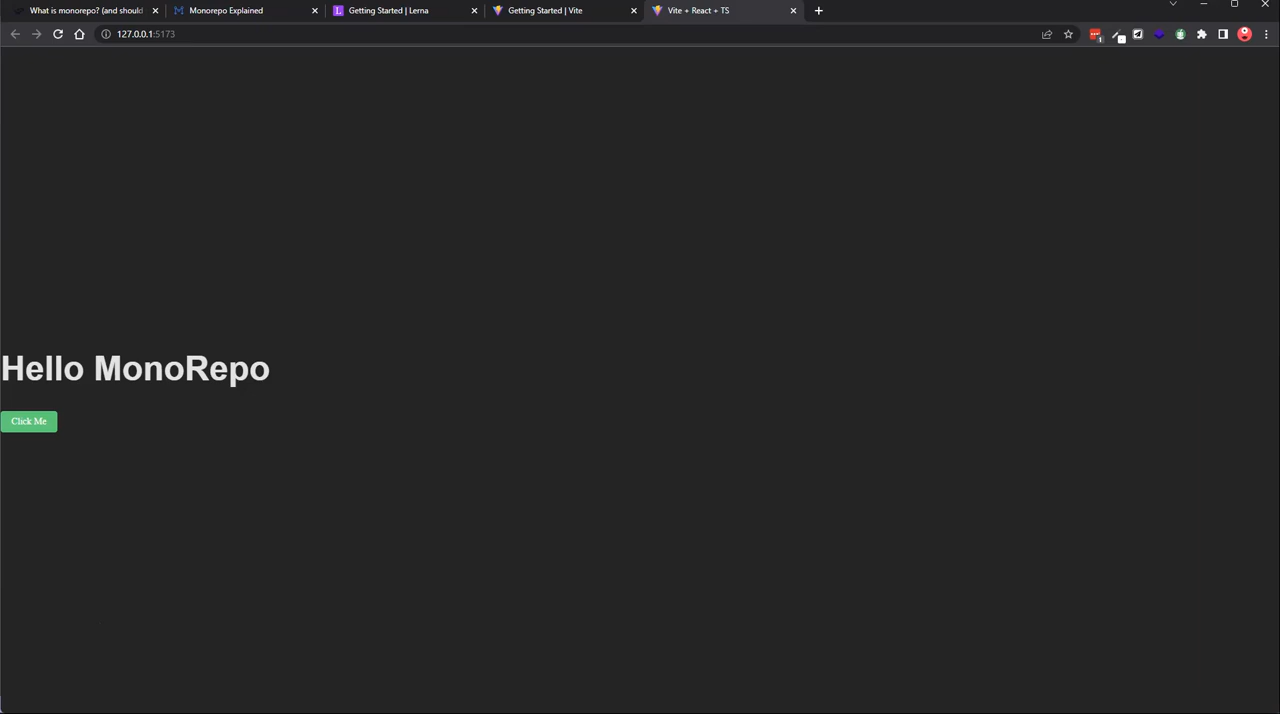 What is monorepo? (and should
Monorepo Explained
Getting Started | Lerna
Getting Started | Vite
Vite + React + TS
127.0.0.1:5173
1
Hello MonoRepo
Click Me